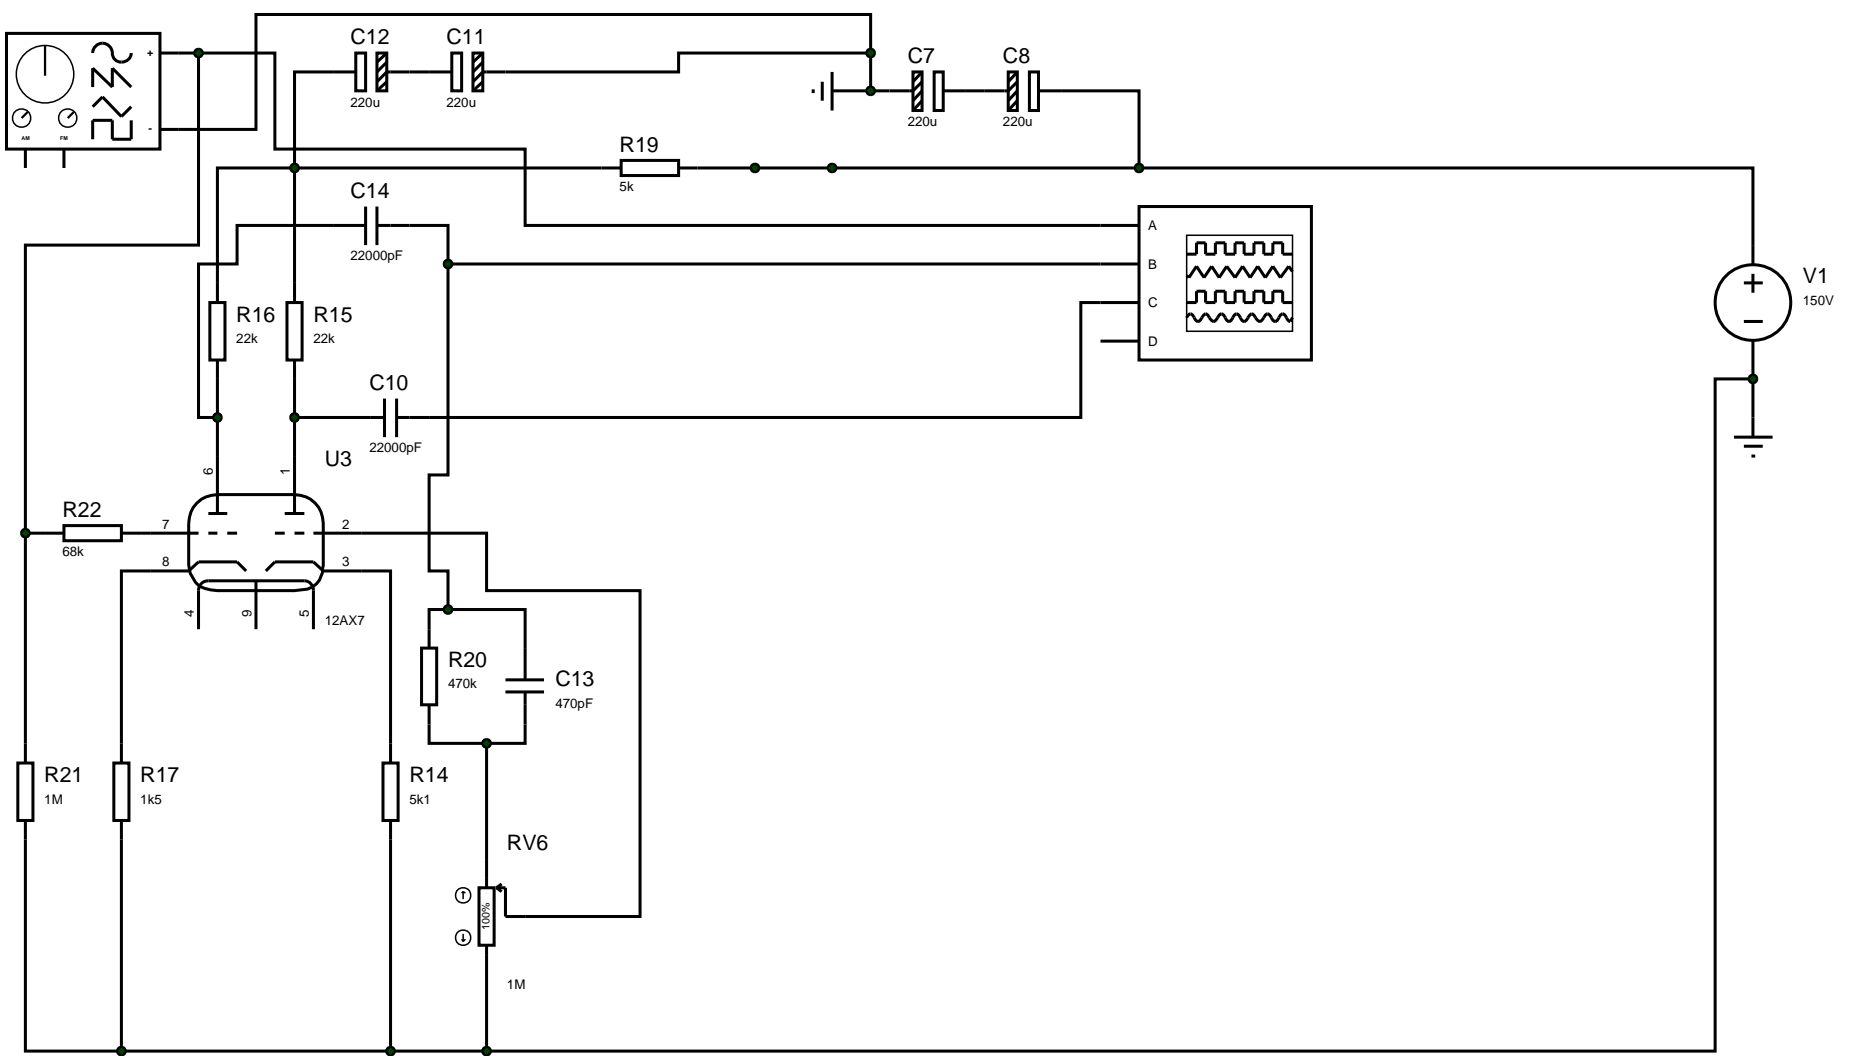 C12
C11
C7
C8
+
-
AM
FM
220u
220u
220u
220u
R19
5k
C14
22000pF
A
B
C
D
V1
150V
R16
22k
R15
22k
C10
22000pF
U3
6
1
R22
68k
7
2
8
3
4
9
5
12AX7
R20
470k
C13
470pF
R21
1M
R17
1k5
R14
5k1
RV6
100%
1M